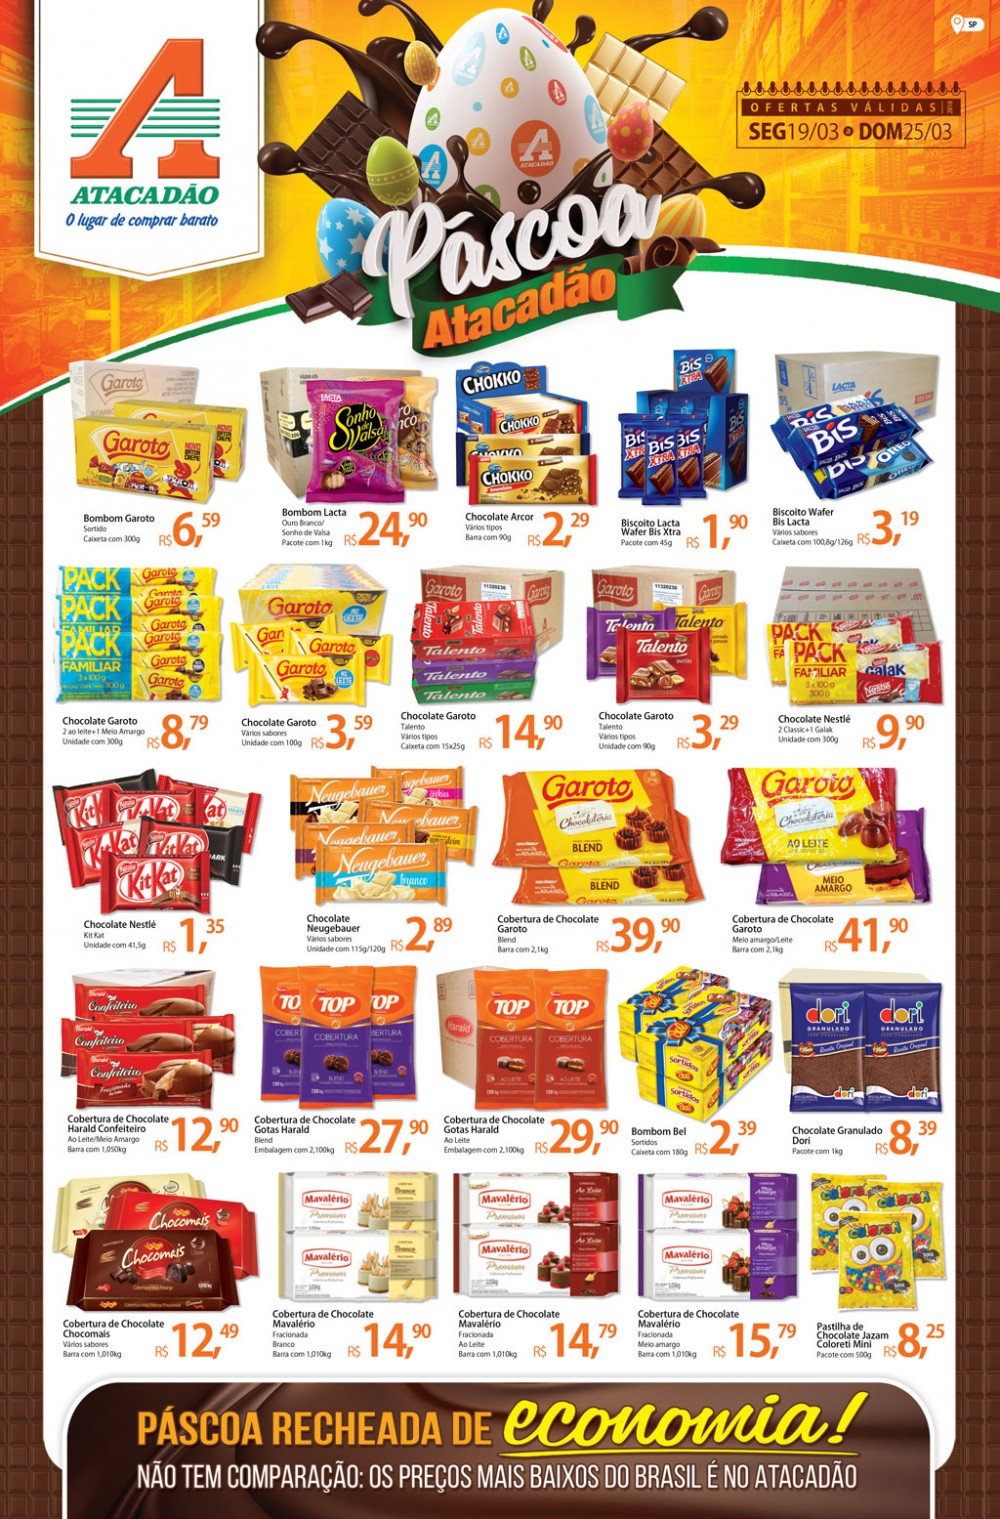 SP
ATACADÃO
O lugar de comprar barato
ATACADÃO
Páscoa
Atacadão
OFERTAS VÁLIDAS 2018
SEG19/03 a DOM25/03
Bombom Garoto
Sortido
Caixeta com 300g
R$6,59
Bombom Lacta
Ouro Branco/
Sonho de Valsa
Pacote com 1kg
R$24,90
Chocolate Arcor
Vários tipos
Barra com 90g
R$2,29
Biscoito Lacta
Wafer Bis Xtra
Pacote com 45g
R$1,90
Biscoito Wafer
Bis Lacta
Vários sabores
Caixeta com 100,8g/126g
R$3,19
Chocolate Garoto
2 ao leite+1 Meio Amargo
Unidade com 300g
R$8,79
Chocolate Garoto
Vários sabores
Unidade com 100g
R$3,59
Chocolate Garoto
Talento
Vários tipos
Caixeta com 15x25g
R$14,90
Chocolate Garoto
Talento
Vários tipos
Unidade com 90g
R$3,29
Chocolate Nestlé
2 Classic+1 Galak
Unidade com 300g
R$9,90
Chocolate Nestlé
Kit Kat
Unidade com 41,5g
R$1,35
Chocolate
Neugebauer
Vários sabores
Unidade com 115g/120g
R$2,89
Cobertura de Chocolate
Garoto
Blend
Barra com 2,1kg
R$39,90
Cobertura de Chocolate
Garoto
Meio amargo/Leite
Barra com 2,1kg
R$41,90
Cobertura de Chocolate
Harald Confeiteiro
Ao Leite/Meio Amargo
Barra com 1,050kg
R$12,90
Cobertura de Chocolate
Gotas Harald
Blend
Embalagem com 2,100kg
R$27,90
Cobertura de Chocolate
Gotas Harald
Ao Leite
Embalagem com 2,100kg
R$29,90
Bombom Bel
Sortidos
Caixeta com 180g
R$2,39
Chocolate Granulado
Dori
Pacote com 1kg
R$8,39
Cobertura de Chocolate
Chocomais
Vários sabores
Barra com 1,010kg
R$12,49
Cobertura de Chocolate
Mavalério
Fracionada
Branco
Barra com 1,010kg
R$14,90
Cobertura de Chocolate
Mavalério
Fracionada
Ao Leite
Barra com 1,010kg
R$14,79
Cobertura de Chocolate
Mavalério
Fracionada
Meio amargo
Barra com 1,010kg
R$15,79
Pastilha de
Chocolate Jazam
Coloreti Mini
Pacote com 500g
R$8,25
PÁSCOA RECHEADA DE economia!
NÃO TEM COMPARAÇÃO: OS PREÇOS MAIS BAIXOS DO BRASIL É NO ATACADÃO